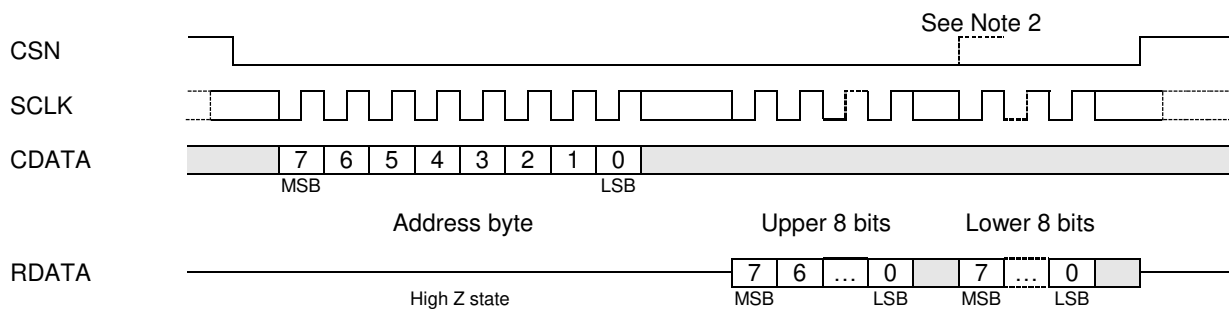 See Note 2
CSN
SCLK
CDATA
7 6 5 4 3 2 1 0
MSB LSB
Address byte Upper 8 bits Lower 8 bits
RDATA
7 6 … 0 7 … 0
High Z state
MSB LSB MSB LSB